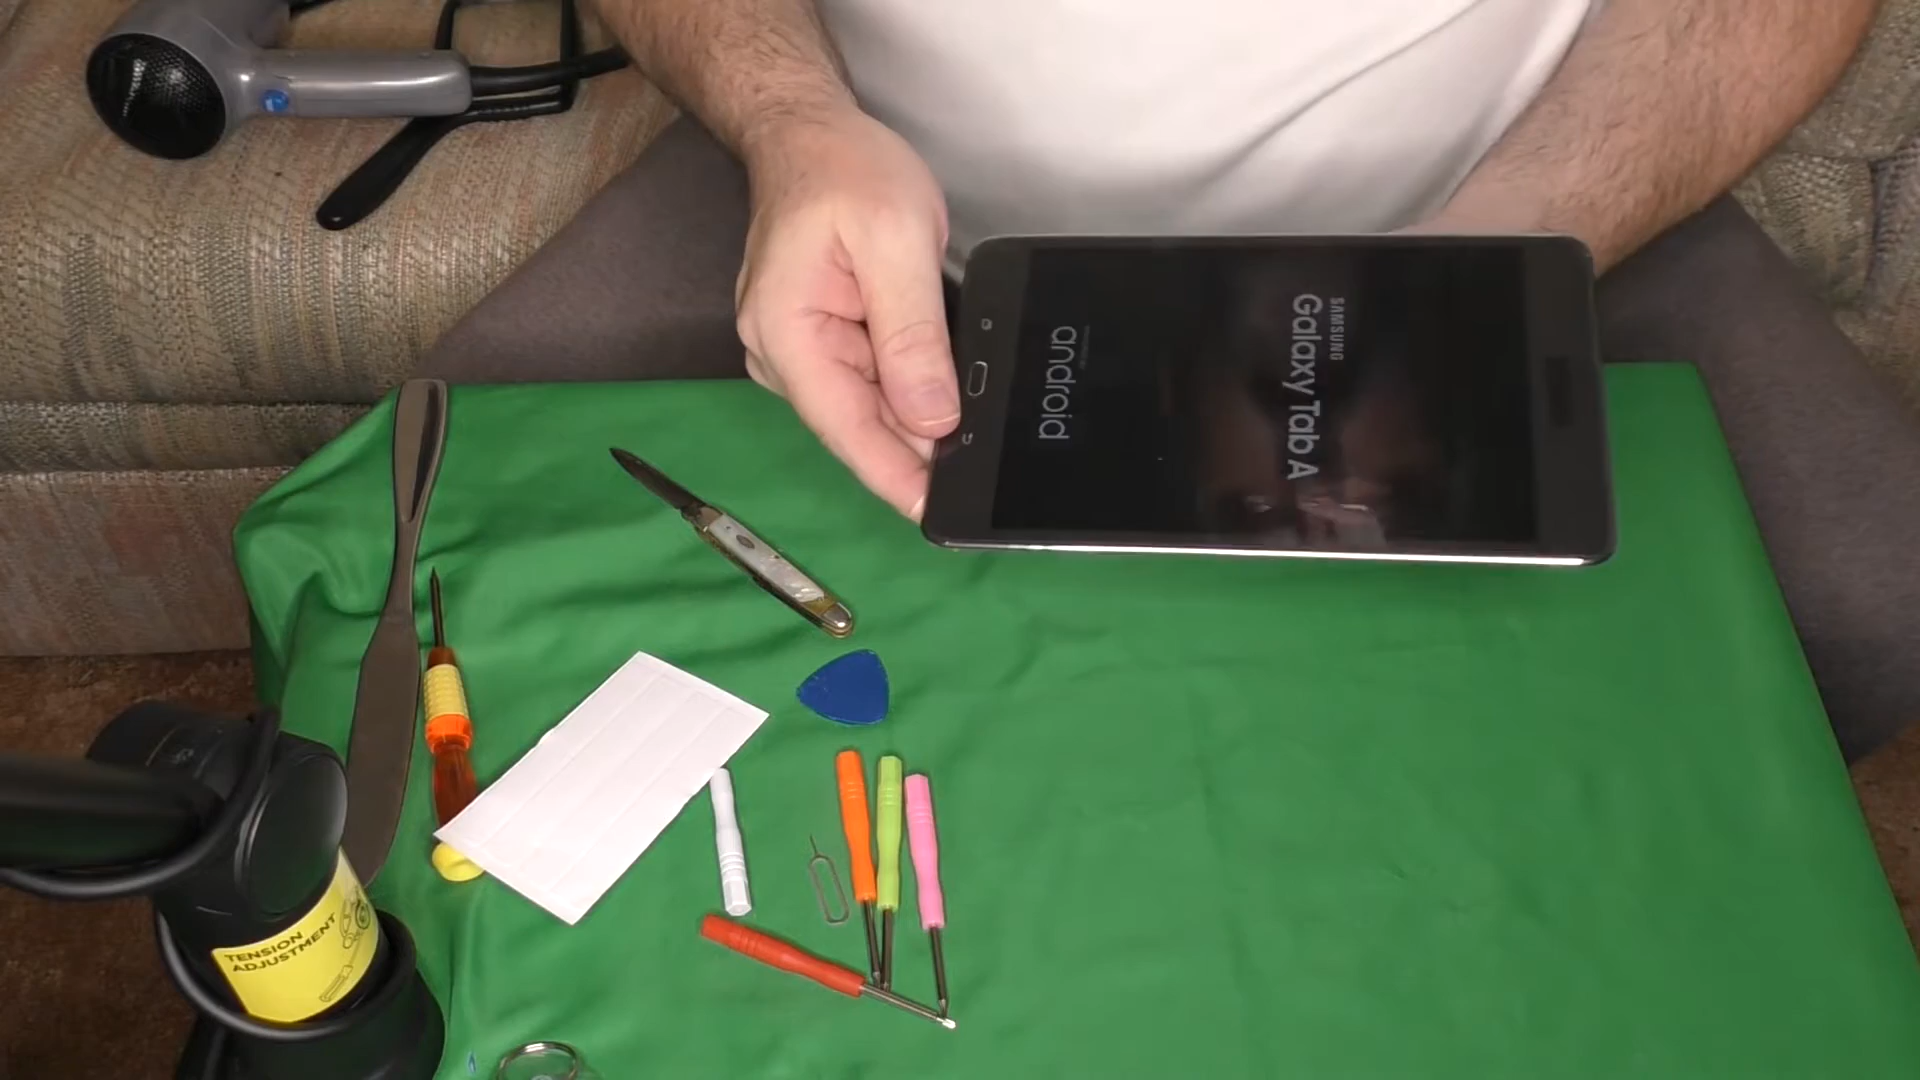 SAMSUNG
Galaxy Tab A
android
TENSION
ADJUSTMENT